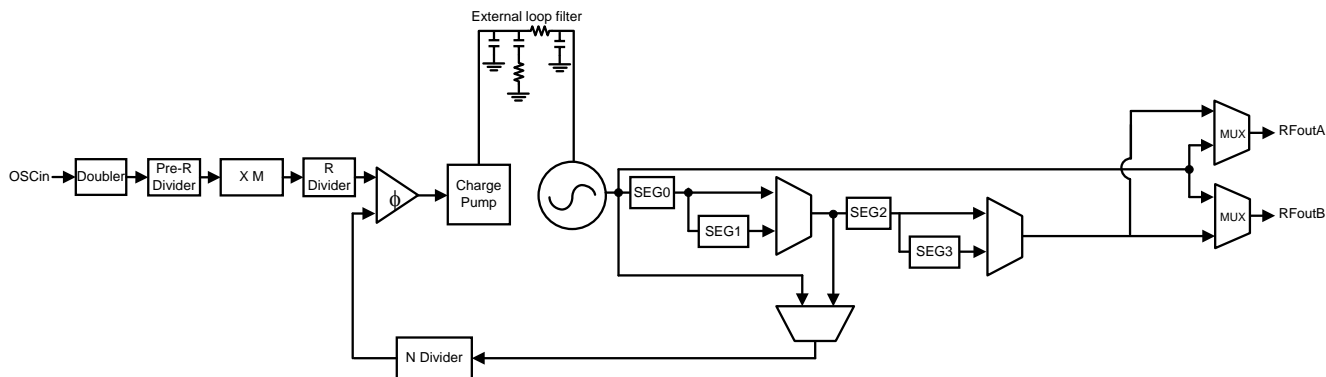 External loop filter
OSCin
Doubler
Pre-R
Divider
X M
R
Divider
ϕ
Charge
Pump
SEG0
SEG1
SEG2
SEG3
MUX
RFoutA
MUX
RFoutB
N Divider